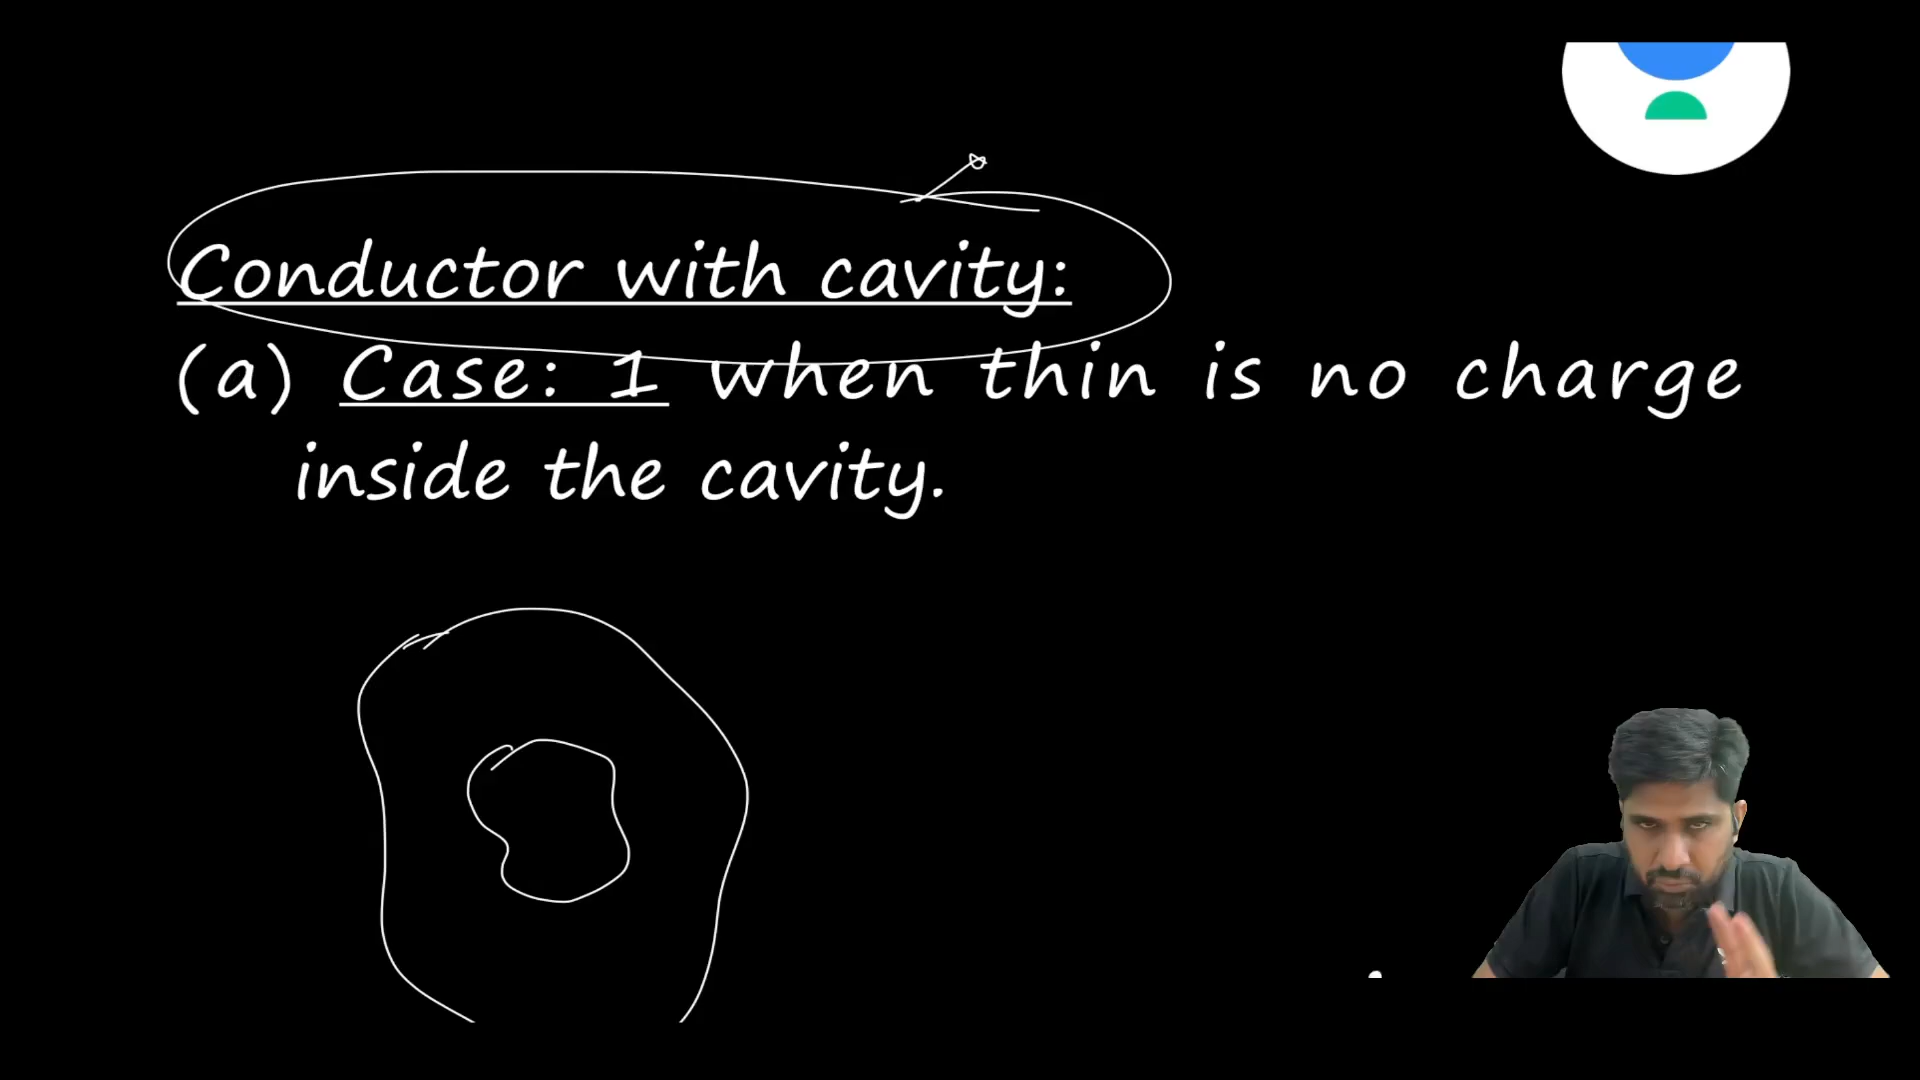 Conductor with cavity:
(a) Case: 1 when thin is no charge
inside the cavity.